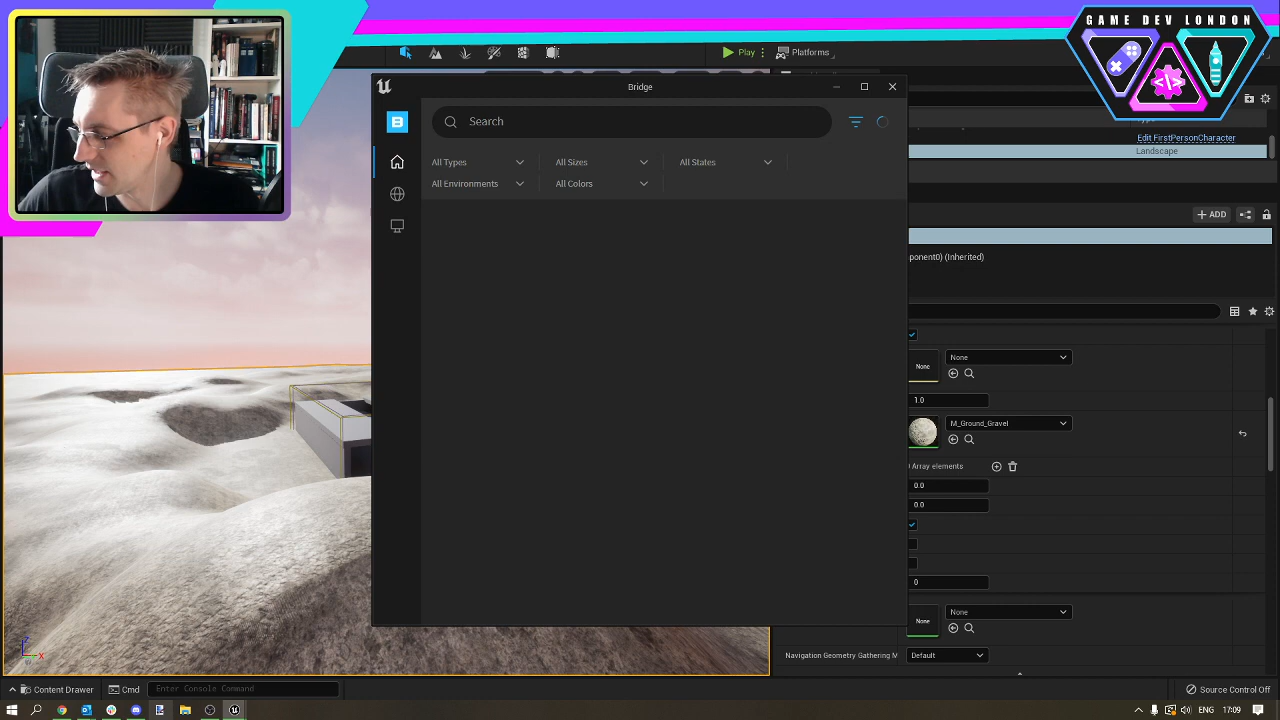 GAME DEV LONDON
Play
Platforms
Bridge
B
Search
Edit FirstPersonCharacter
Landscape
All Types
All Sizes
All States
All Environments
All Colors
ADD
ponent0) (Inherited)
None
None
1.0
M_Ground_Gravel
Array elements
0.0
0.0
0
None
None
Navigation Geometry Gathering M
Default
Z
X
Content Drawer
Cmd
Enter Console Command
Source Control Off
ENG
17:09